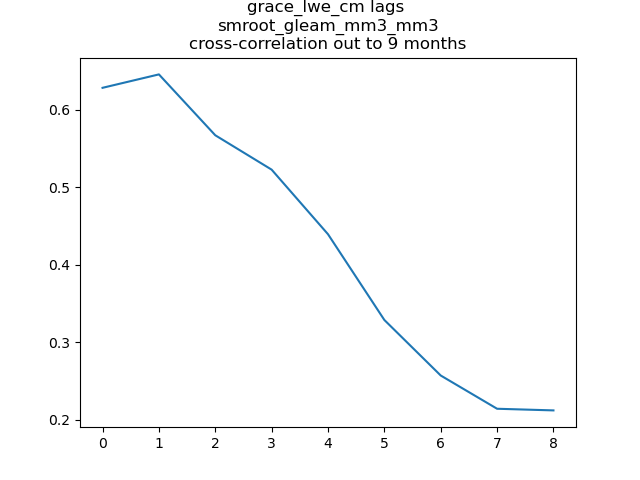 grace_lwe_cm lags
smroot_gleam_mm3_mm3
cross-correlation out to 9 months
0.6
0.5
0.4
0.3
0.2
0 1 2 3 4 5 6 7 8